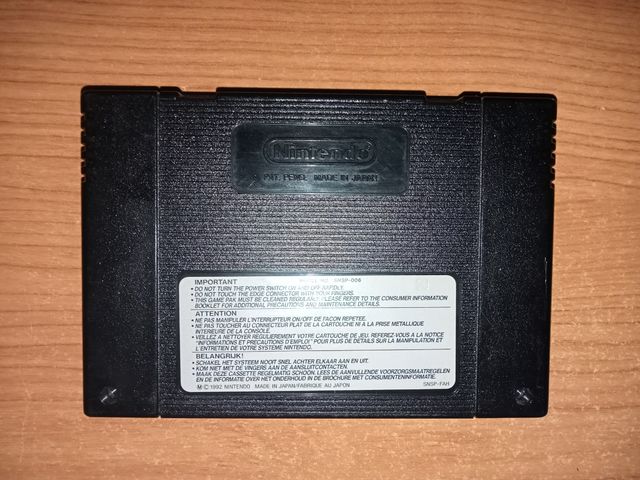 Nintendo
PAT. PEND. MADE IN JAPAN
IMPORTANT SNSP-006
• DO NOT TURN THE POWER SWITCH ON AND OFF RAPIDLY.
• DO NOT TOUCH THE EDGE CONNECTOR WITH YOUR FINGERS.
• THIS GAME PAK MUST BE CLEANED REGULARLY. PLEASE REFER TO THE CONSUMER INFORMATION
BOOKLET FOR ADDITIONAL PRECAUTIONS AND MAINTENANCE DETAILS.
ATTENTION
• NE PAS MANIPULER L'INTERRUPTEUR ON/OFF DE FACON REPETEE.
• NE PAS TOUCHER AU CONNECTEUR PLAT DE LA CARTOUCHE NI A LA PRISE METALLIQUE
INTERIEURE DE LA CONSOLE.
• VEILLEZ A NETTOYER REGULIEREMENT VOTRE CARTOUCHE DE JEU. REFEREZ-VOUS A LA NOTICE
"INFORMATIONS ET PRECAUTIONS D'EMPLOI" POUR PLUS DE DETAILS SUR LA MANIPULATION ET
L'ENTRETIEN DE VOTRE SYSTEME NINTENDO.
BELANGRIJK!
• SCHAKEL HET SYSTEEM NOOIT SNEL ACHTER ELKAAR AAN EN UIT.
• KOM NIET MET DE VINGERS AAN DE AANSLUITCONTACTEN.
• MAAK DEZE CASSETTE REGELMATIG SCHOON. LEES DE AANVULLENDE VOORZORGSMAATREGELEN
EN DE INFORMATIE OVER HET ONDERHOUD IN DE BROCHURE MET CONSUMENTENINFORMATIE.
M © 1992 NINTENDO MADE IN JAPAN/FABRIQUE AU JAPON SNSP-FAH